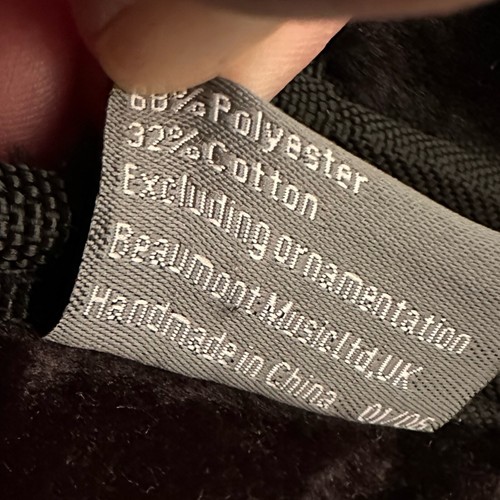 68% Polyester
32% Cotton
Excluding ornamentation
Beaumont Music ltd, UK
Handmade in China 01/06